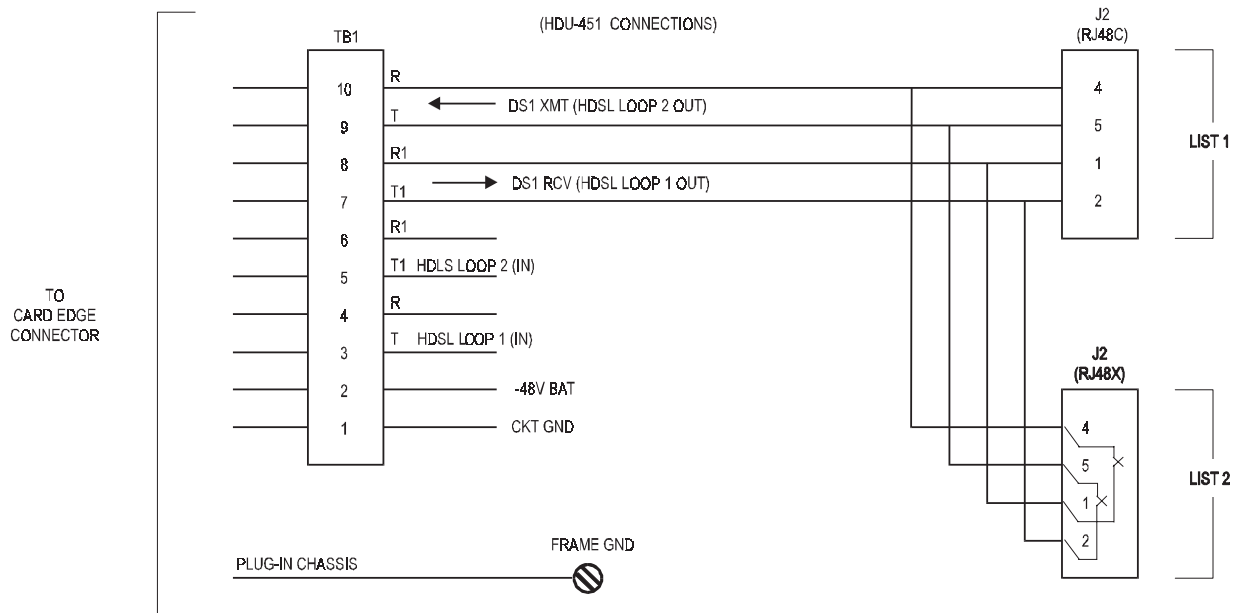 (HDU-451 CONNECTIONS)
TB1
J2
(RJ48C)
10 R 4
DS1 XMT (HDSL LOOP 2 OUT)
9 T 5
8 R1 1
DS1 RCV (HDSL LOOP 1 OUT)
7 T1 2
LIST 1
6 R1
5 T1 HDLS LOOP 2 (IN)
4 R
3 T HDSL LOOP 1 (IN)
2 -48V BAT
1 CKT GND
TO
CARD EDGE
CONNECTOR
J2
(RJ48X)
4
5
1
2
LIST 2
FRAME GND
PLUG-IN CHASSIS